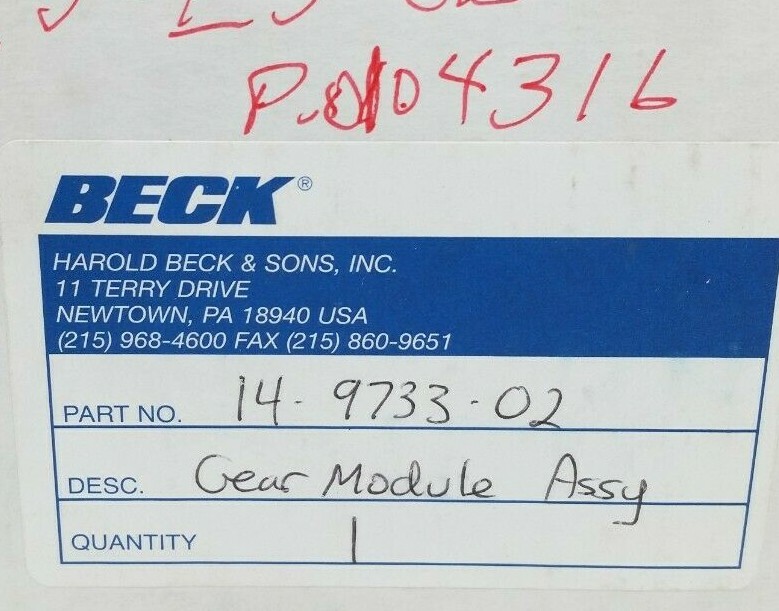 BECK®
HAROLD BECK & SONS, INC.
11 TERRY DRIVE
NEWTOWN, PA 18940 USA
(215) 968-4600 FAX (215) 860-9651
PART NO. 14-9733-02
DESC. Gear Module Assy
QUANTITY 1